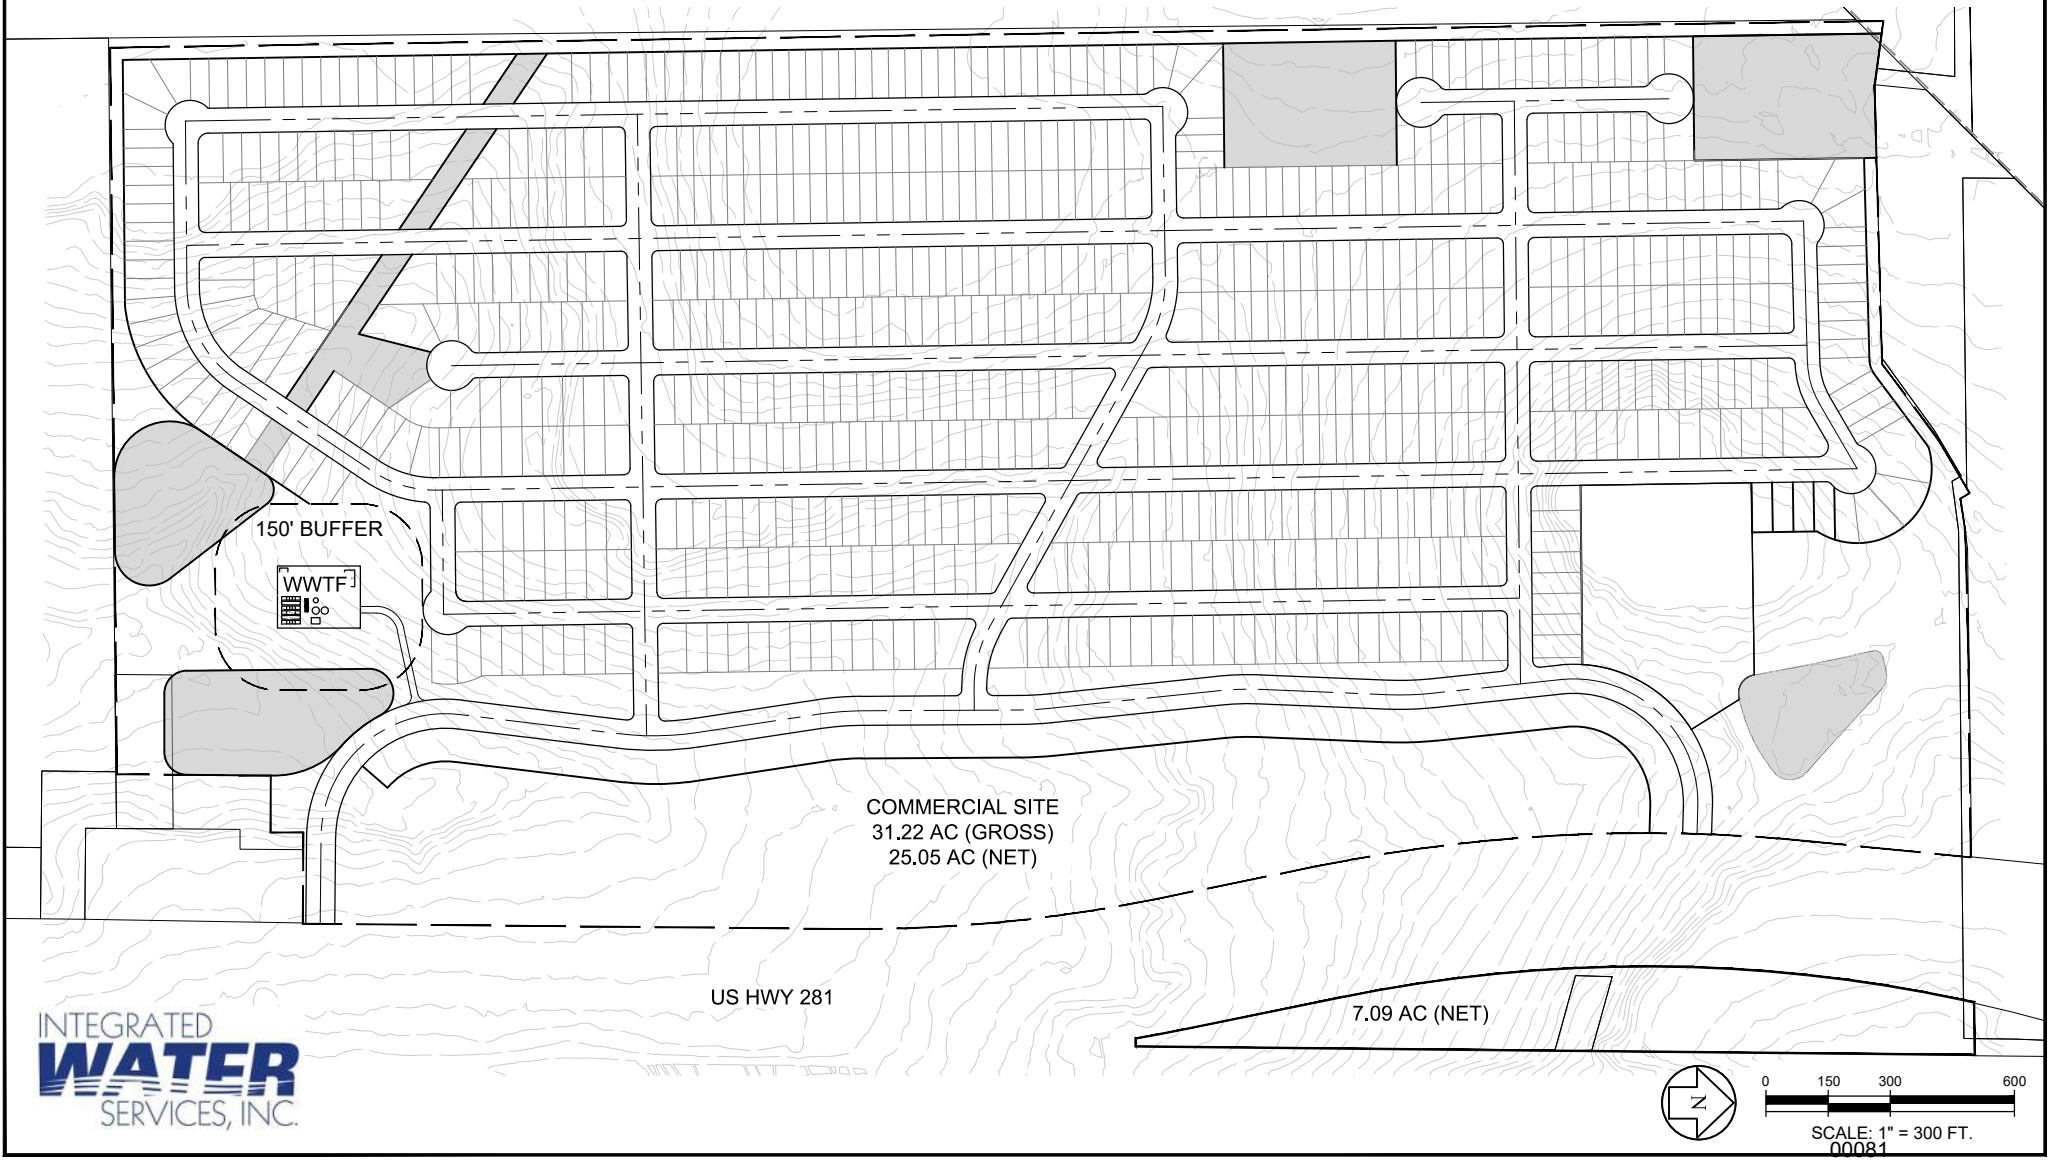 150' BUFFER
WWTF
COMMERCIAL SITE
31.22 AC (GROSS)
25.05 AC (NET)
US HWY 281
7.09 AC (NET)
INTEGRATED
WATER
SERVICES, INC.
N
0 150 300 600
SCALE: 1" = 300 FT.
00081